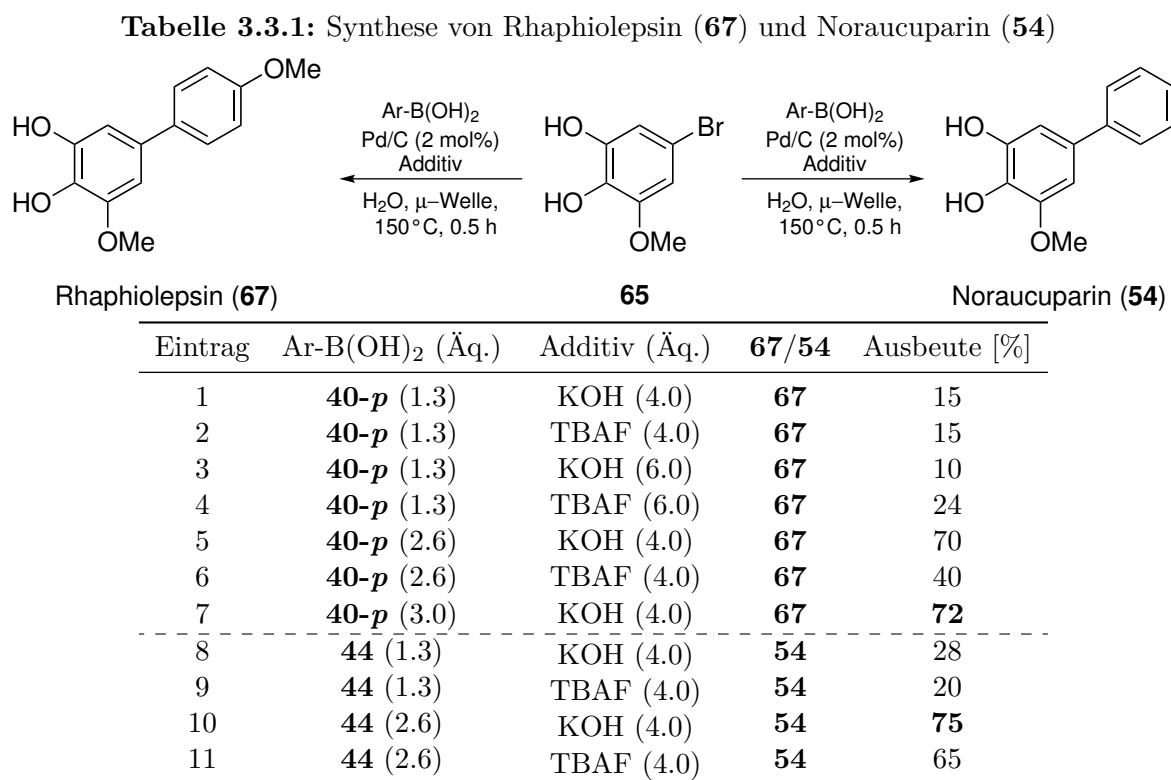 Tabelle 3.3.1: Synthese von Rhaphiolepsin (67) und Noraucuparin (54)
HO HO OMe OMe
Ar-B(OH)2
Pd/C (2 mol%)
Additiv
H2O, µ–Welle,
150°C, 0.5 h
HO HO Br OMe
Ar-B(OH)2
Pd/C (2 mol%)
Additiv
H2O, µ–Welle,
150°C, 0.5 h
HO HO OMe
Rhaphiolepsin (67) 65 Noraucuparin (54)
Eintrag Ar-B(OH)2 (Äq.) Additiv (Äq.) 67/54 Ausbeute [%]
1 40-p (1.3) KOH (4.0) 67 15
2 40-p (1.3) TBAF (4.0) 67 15
3 40-p (1.3) KOH (6.0) 67 10
4 40-p (1.3) TBAF (6.0) 67 24
5 40-p (2.6) KOH (4.0) 67 70
6 40-p (2.6) TBAF (4.0) 67 40
7 40-p (3.0) KOH (4.0) 67 72
8 44 (1.3) KOH (4.0) 54 28
9 44 (1.3) TBAF (4.0) 54 20
10 44 (2.6) KOH (4.0) 54 75
11 44 (2.6) TBAF (4.0) 54 65